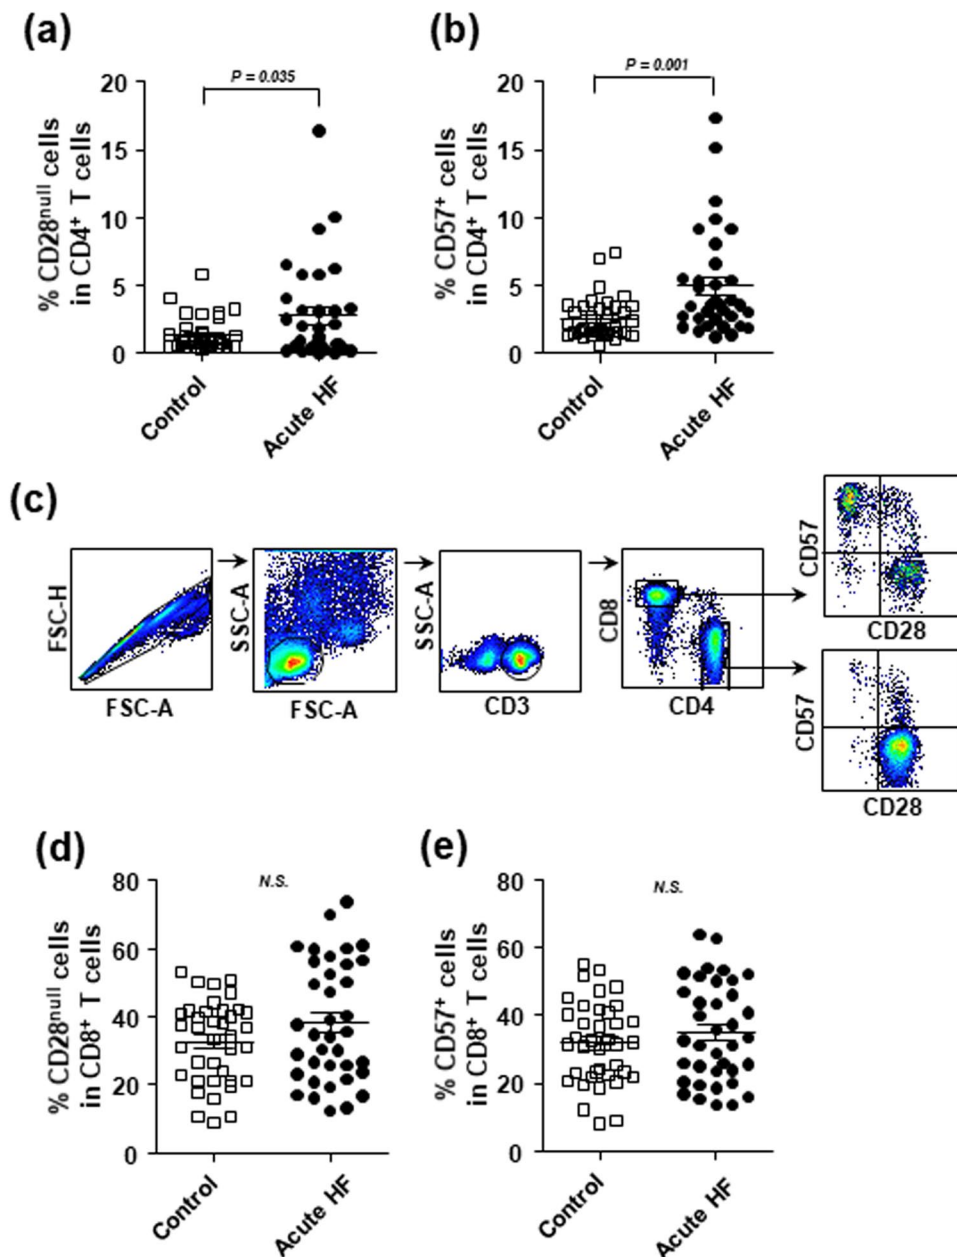 (a)
P = 0.035
% CD28null cells
in CD4+ T cells
20
15
10
5
0
Control
Acute HF
(b)
P = 0.001
% CD57+ cells
in CD4+ T cells
20
15
10
5
0
Control
Acute HF
(c)
FSC-H
FSC-A
SSC-A
FSC-A
SSC-A
CD3
CD8
CD4
CD57
CD28
CD57
CD28
(d)
N.S.
% CD28null cells
in CD8+ T cells
80
60
40
20
0
Control
Acute HF
(e)
N.S.
% CD57+ cells
in CD8+ T cells
80
60
40
20
0
Control
Acute HF